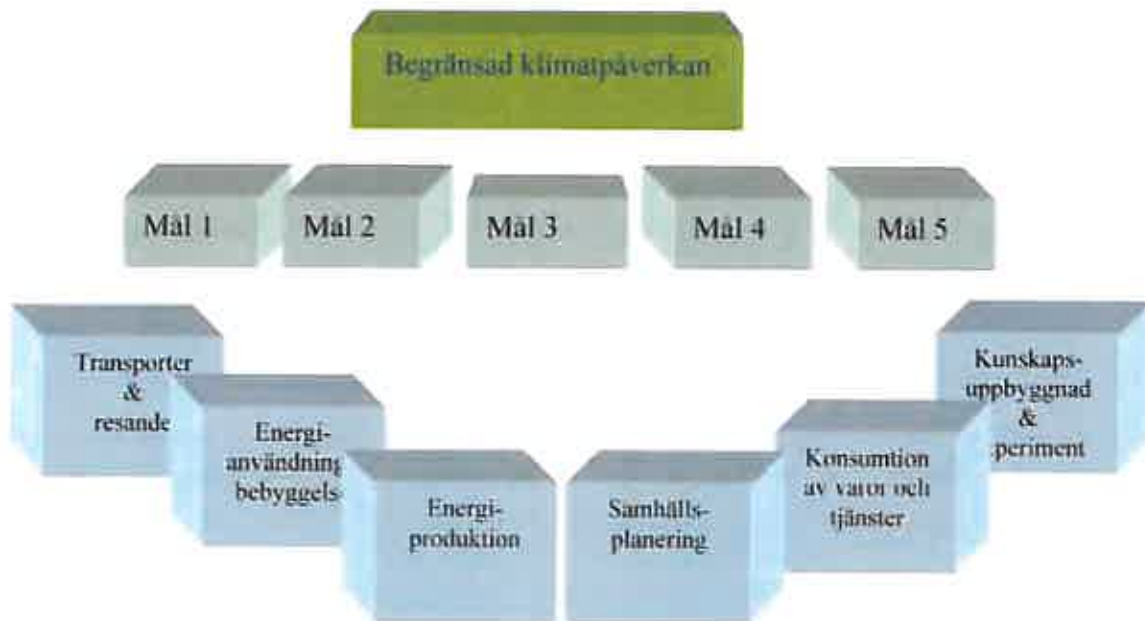 Begränsad klimatpåverkan
Mål 1
Mål 2
Mål 3
Mål 4
Mål 5
Transporter
&
resande
Energi-
användning
bebyggels
Energi-
produktion
Samhälls-
planering
Konsumtion
av varor och
tjänster
Kunskaps-
uppbyggnad
&
periment